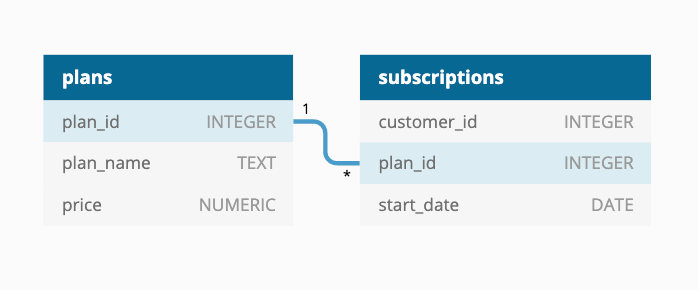 plans
plan_id INTEGER
plan_name TEXT
price NUMERIC
1
*
subscriptions
customer_id INTEGER
plan_id INTEGER
start_date DATE